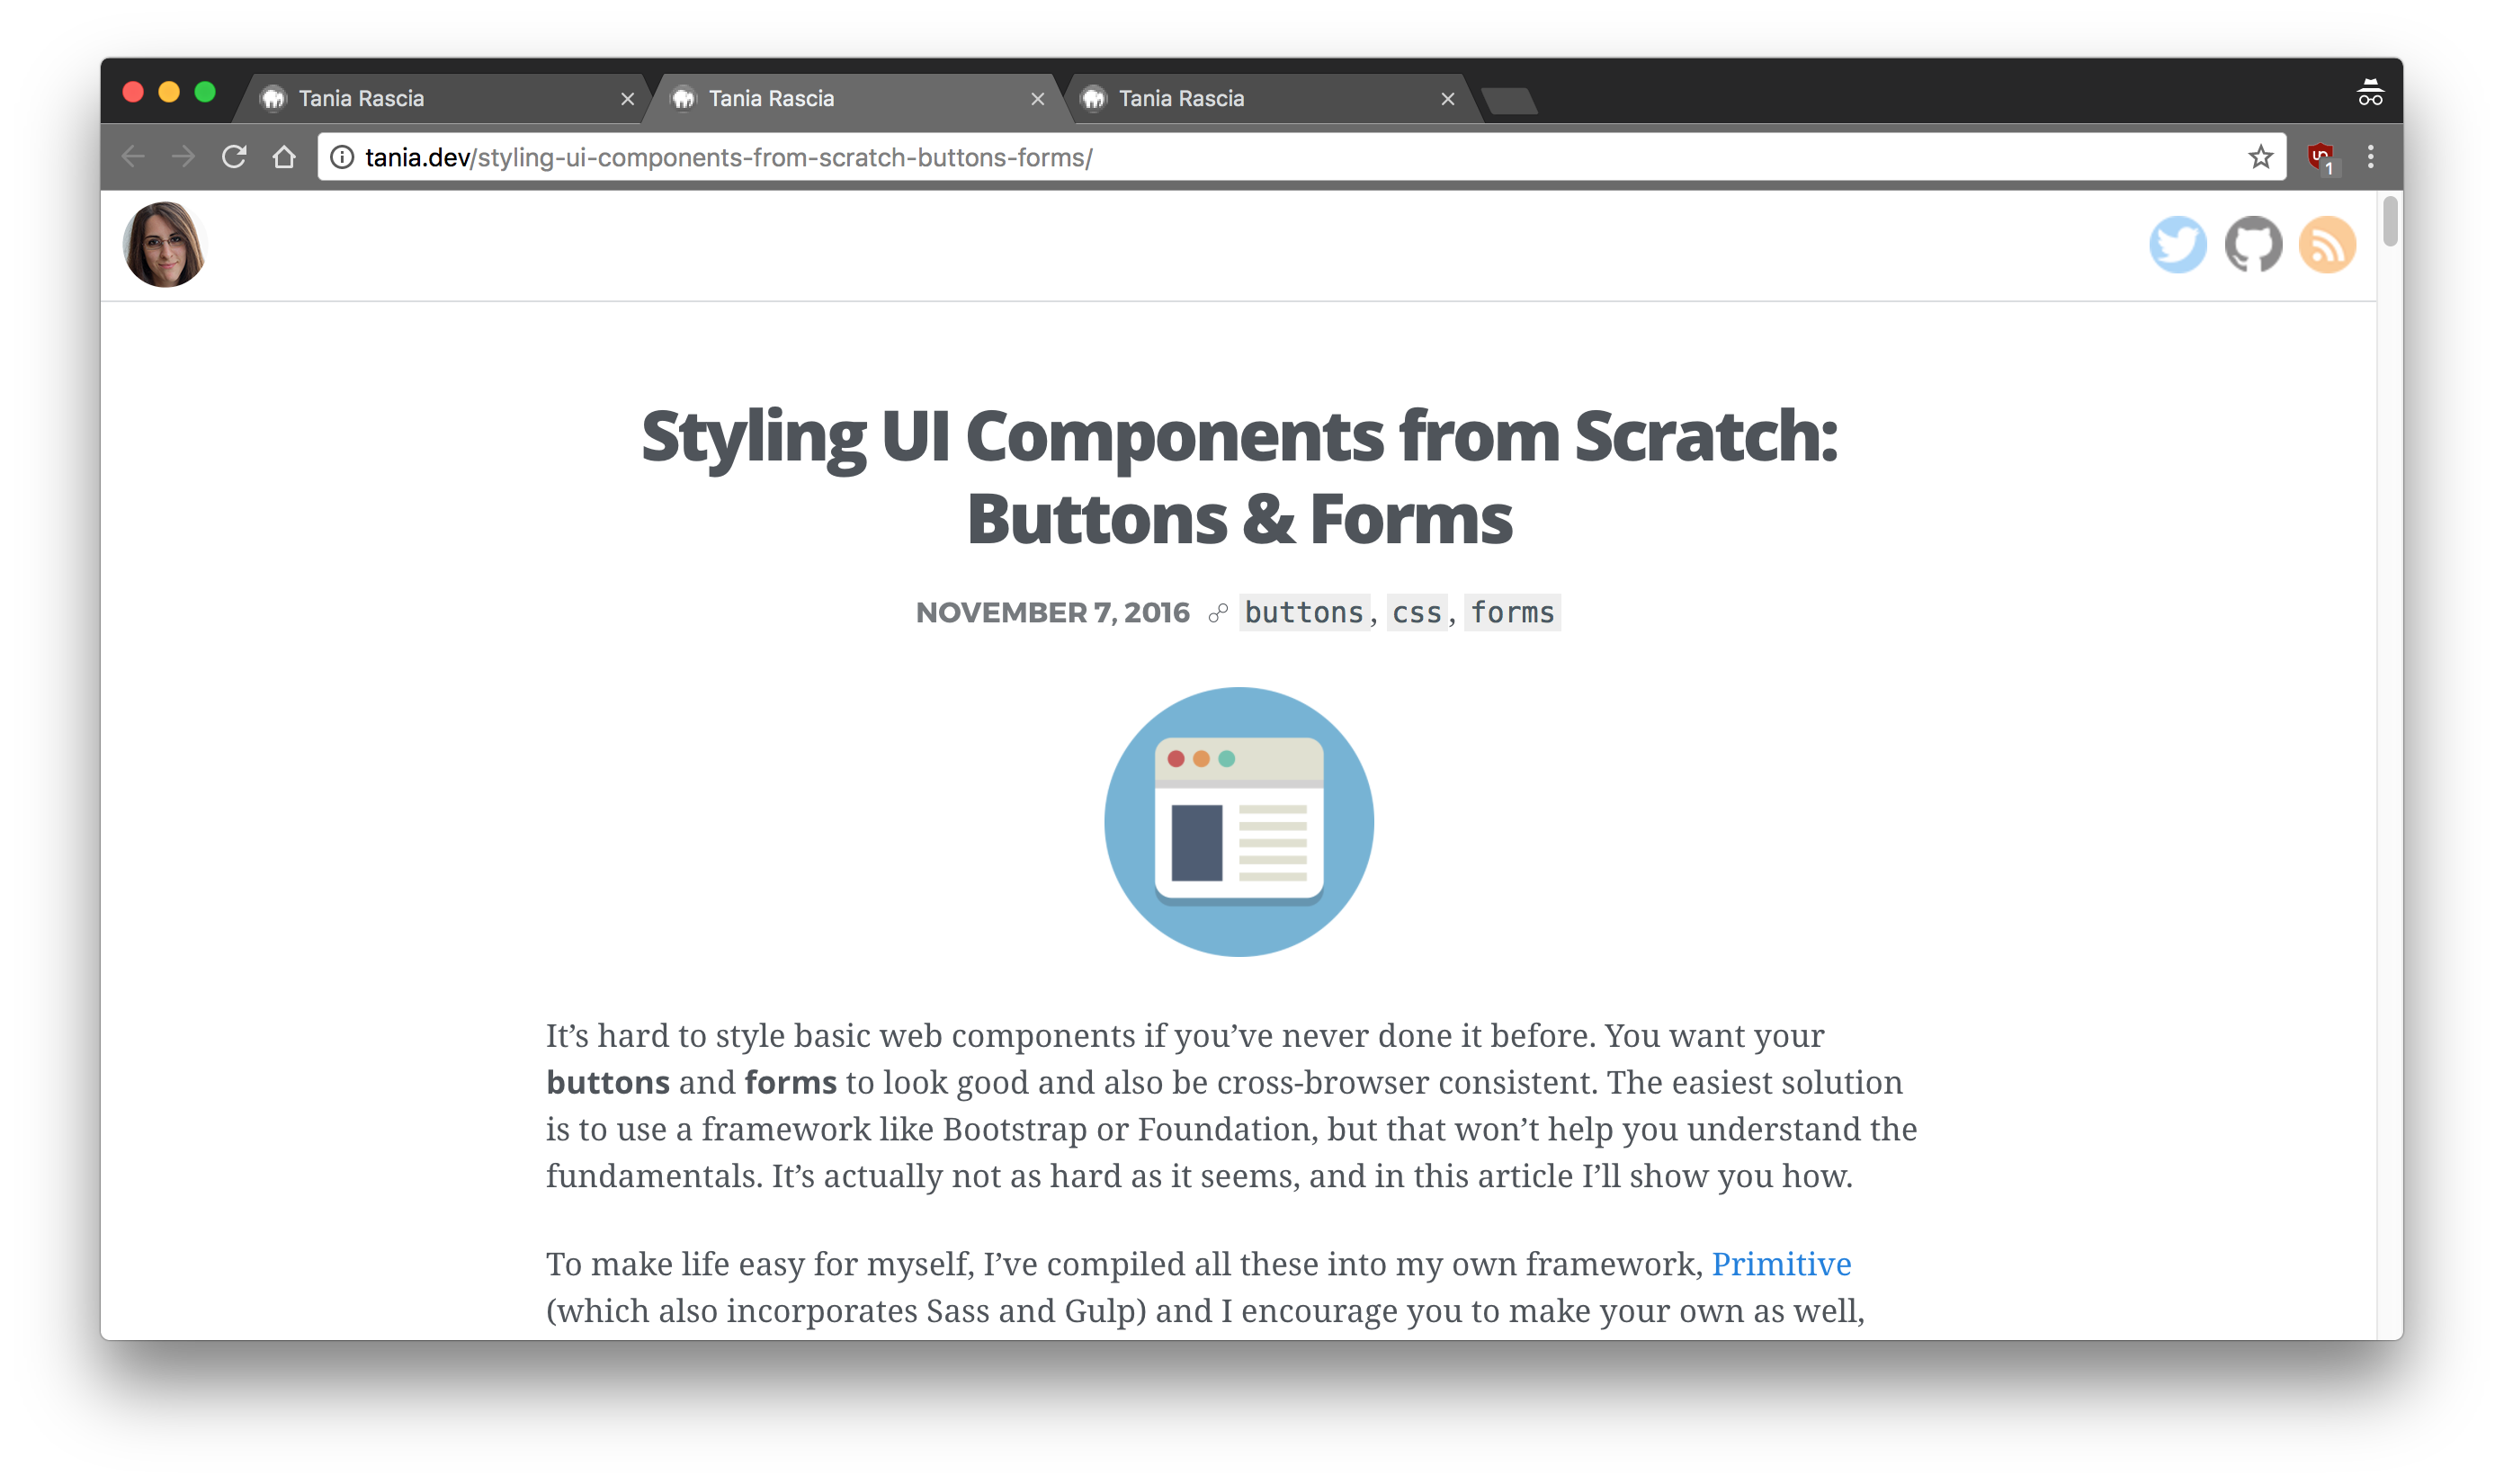 Tania Rascia
Tania Rascia
Tania Rascia
tania.dev/styling-ui-components-from-scratch-buttons-forms/
1
Styling UI Components from Scratch:
Buttons & Forms
NOVEMBER 7, 2016 buttons, css, forms
It’s hard to style basic web components if you’ve never done it before. You want your
buttons and forms to look good and also be cross-browser consistent. The easiest solution
is to use a framework like Bootstrap or Foundation, but that won’t help you understand the
fundamentals. It’s actually not as hard as it seems, and in this article I’ll show you how.
To make life easy for myself, I’ve compiled all these into my own framework, Primitive
(which also incorporates Sass and Gulp) and I encourage you to make your own as well,